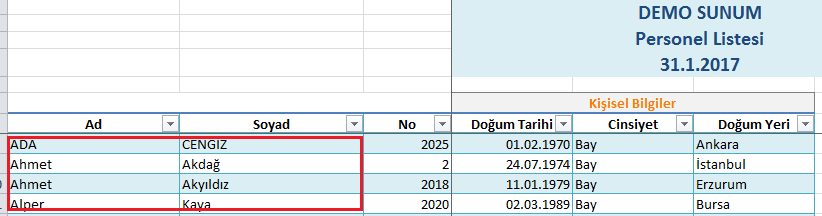 DEMO SUNUM
Personel Listesi
31.1.2017
Kişisel Bilgiler
Ad Soyad No Doğum Tarihi Cinsiyet Doğum Yeri
ADA CENGİZ 2025 01.02.1970 Bay Ankara
Ahmet Akdağ 2 24.07.1974 Bay İstanbul
Ahmet Akyıldız 2018 11.01.1979 Bay Erzurum
Alper Kaya 2020 02.03.1989 Bay Bursa